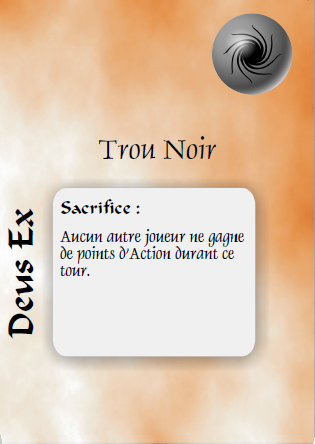 Trou Noir
Deus Ex
Sacrifice :
Aucun autre joueur ne gagne
de points d'Action durant ce
tour.